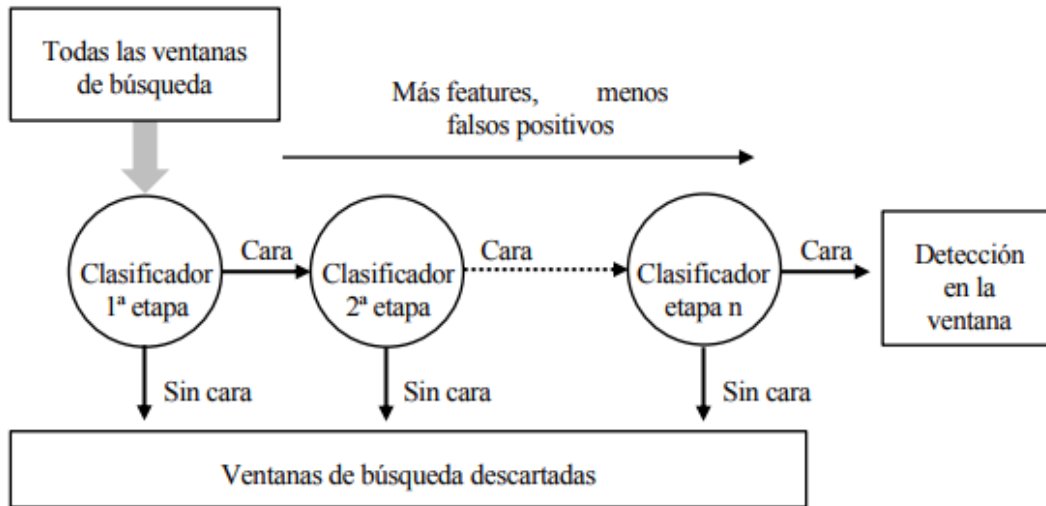 Todas las ventanas
de búsqueda
Más features, menos
falsos positivos
Clasificador
1ª etapa
Cara
Clasificador
2ª etapa
Cara
Clasificador
etapa n
Cara
Detección
en la
ventana
Sin cara
Sin cara
Sin cara
Ventanas de búsqueda descartadas